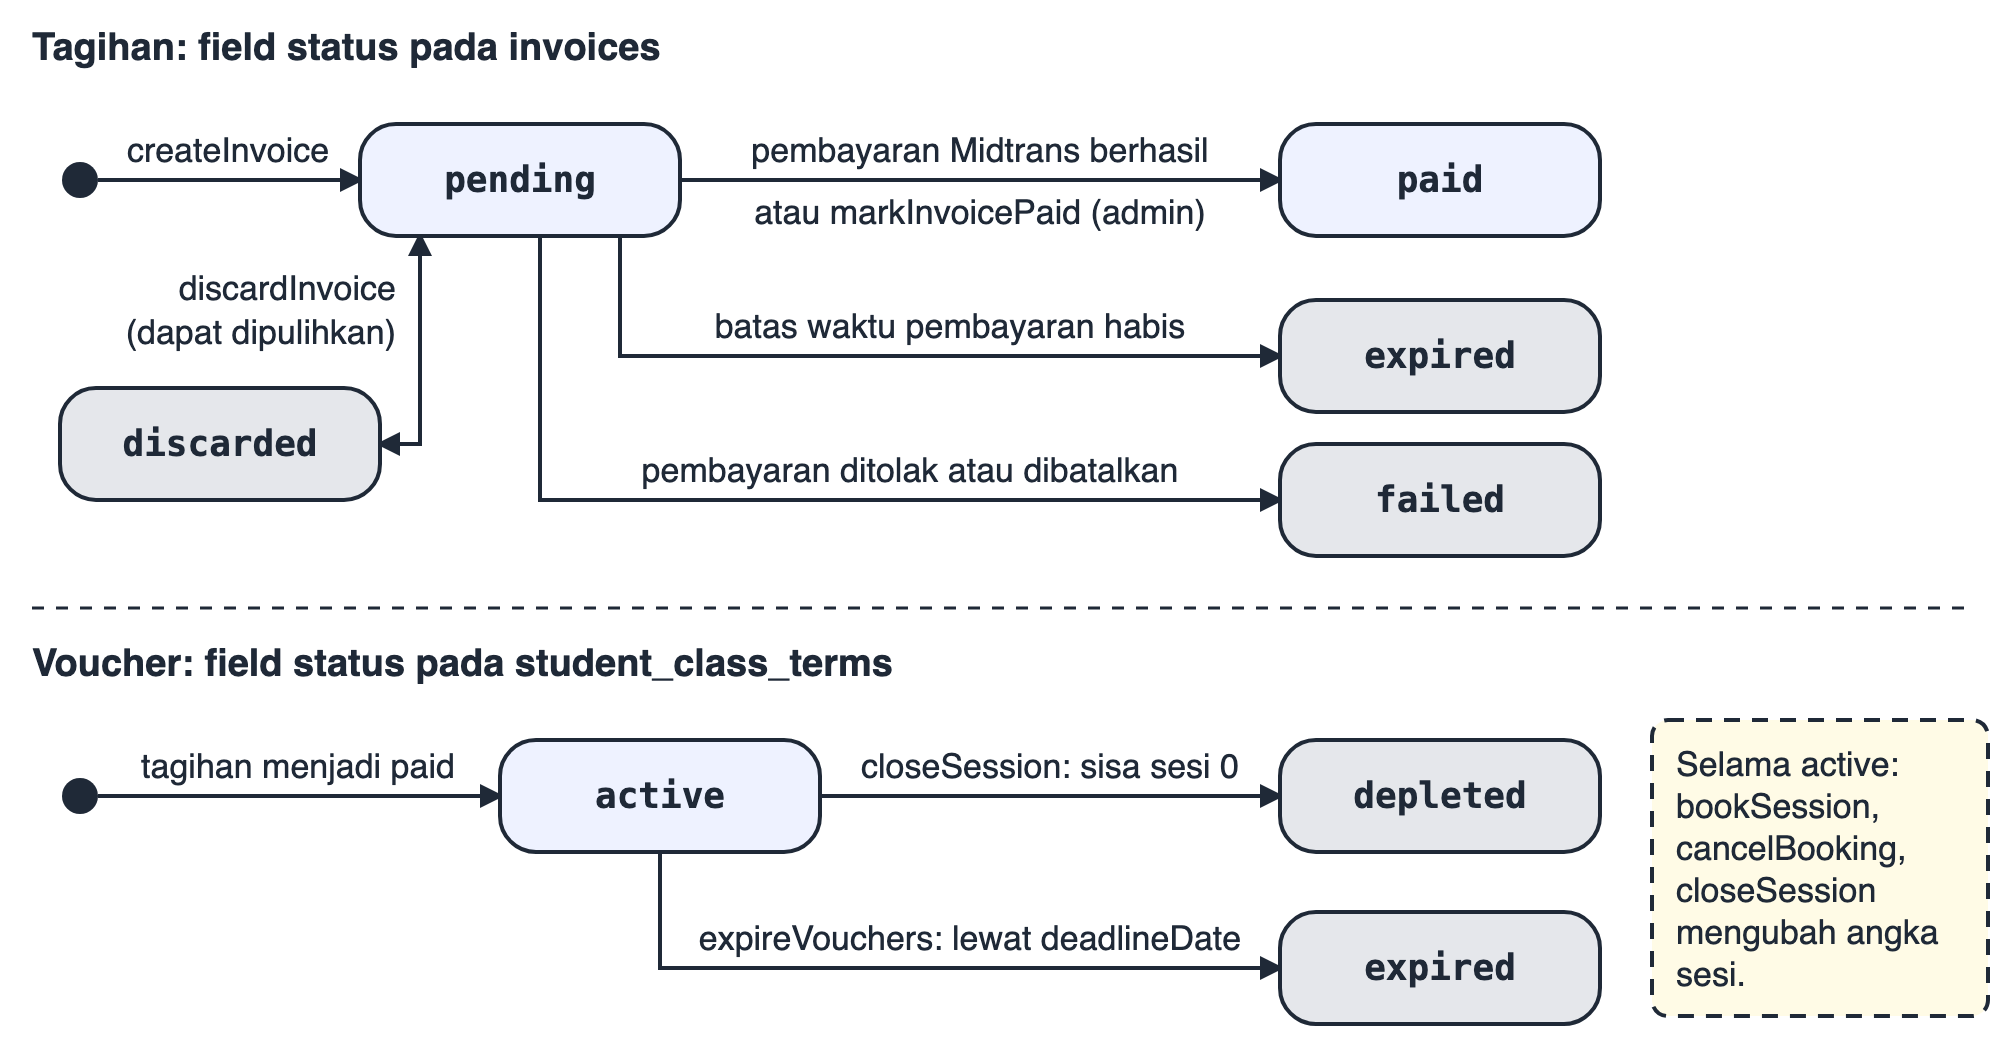 Tagihan: field status pada invoices
createInvoice
pending
pembayaran Midtrans berhasil
atau markInvoicePaid (admin)
paid
discardInvoice
(dapat dipulihkan)
batas waktu pembayaran habis
expired
discarded
pembayaran ditolak atau dibatalkan
failed
Voucher: field status pada student_class_terms
tagihan menjadi paid
active
closeSession: sisa sesi 0
depleted
expireVouchers: lewat deadlineDate
expired
Selama active:
bookSession,
cancelBooking,
closeSession
mengubah angka
sesi.